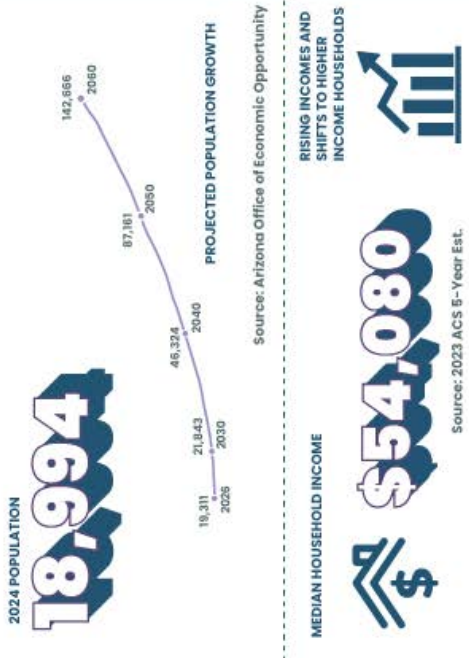 2024 POPULATION
18,994
19,311
2026
21,843
2030
46,324
2040
87,161
2050
142,666
2060
PROJECTED POPULATION GROWTH
Source: Arizona Office of Economic Opportunity
MEDIAN HOUSEHOLD INCOME
$
$54,080
Source: 2023 ACS 5-Year Est.
RISING INCOMES AND
SHIFTS TO HIGHER
INCOME HOUSEHOLDS